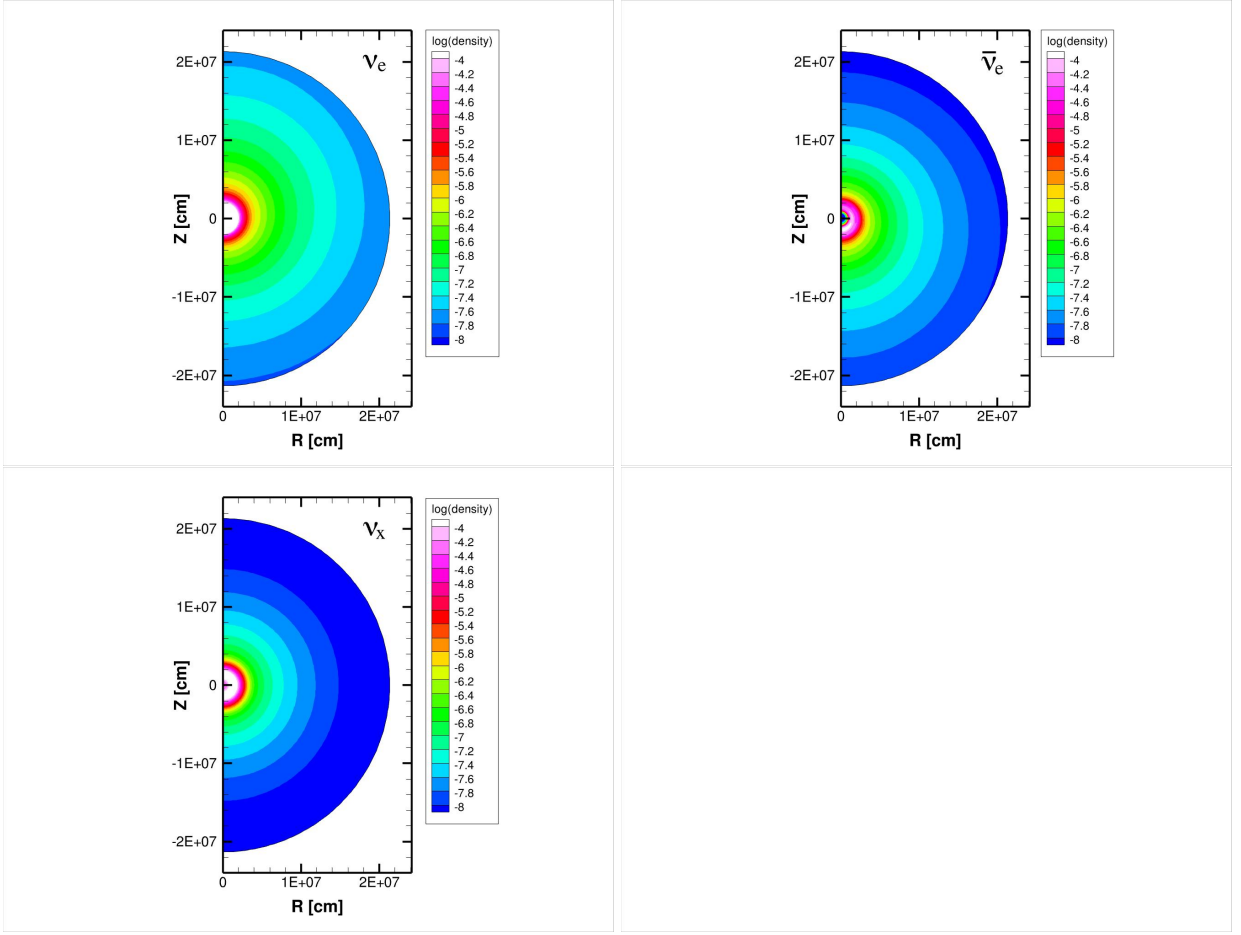 νe
log(density)
-4
-4.2
-4.4
-4.6
-4.8
-5
-5.2
-5.4
-5.6
-5.8
-6
-6.2
-6.4
-6.6
-6.8
-7
-7.2
-7.4
-7.6
-7.8
-8
2E+07
1E+07
0
-1E+07
-2E+07
Z [cm]
0 1E+07 2E+07
R [cm]
ν̄e
log(density)
-4
-4.2
-4.4
-4.6
-4.8
-5
-5.2
-5.4
-5.6
-5.8
-6
-6.2
-6.4
-6.6
-6.8
-7
-7.2
-7.4
-7.6
-7.8
-8
2E+07
1E+07
0
-1E+07
-2E+07
Z [cm]
0 1E+07 2E+07
R [cm]
νx
log(density)
-4
-4.2
-4.4
-4.6
-4.8
-5
-5.2
-5.4
-5.6
-5.8
-6
-6.2
-6.4
-6.6
-6.8
-7
-7.2
-7.4
-7.6
-7.8
-8
2E+07
1E+07
0
-1E+07
-2E+07
Z [cm]
0 1E+07 2E+07
R [cm]